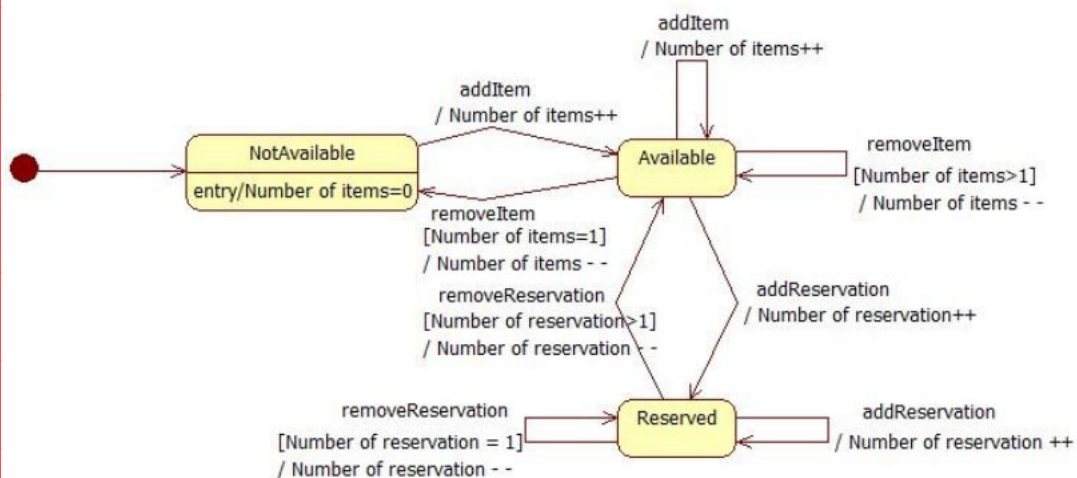 addItem
/ Number of items++
addItem
/ Number of items++
NotAvailable
entry/Number of items=0
Available
removeItem
[Number of items>1]
/ Number of items - -
removeItem
[Number of items=1]
/ Number of items - -
removeReservation
[Number of reservation>1]
/ Number of reservation - -
addReservation
/ Number of reservation++
removeReservation
[Number of reservation = 1]
/ Number of reservation - -
Reserved
addReservation
/ Number of reservation ++